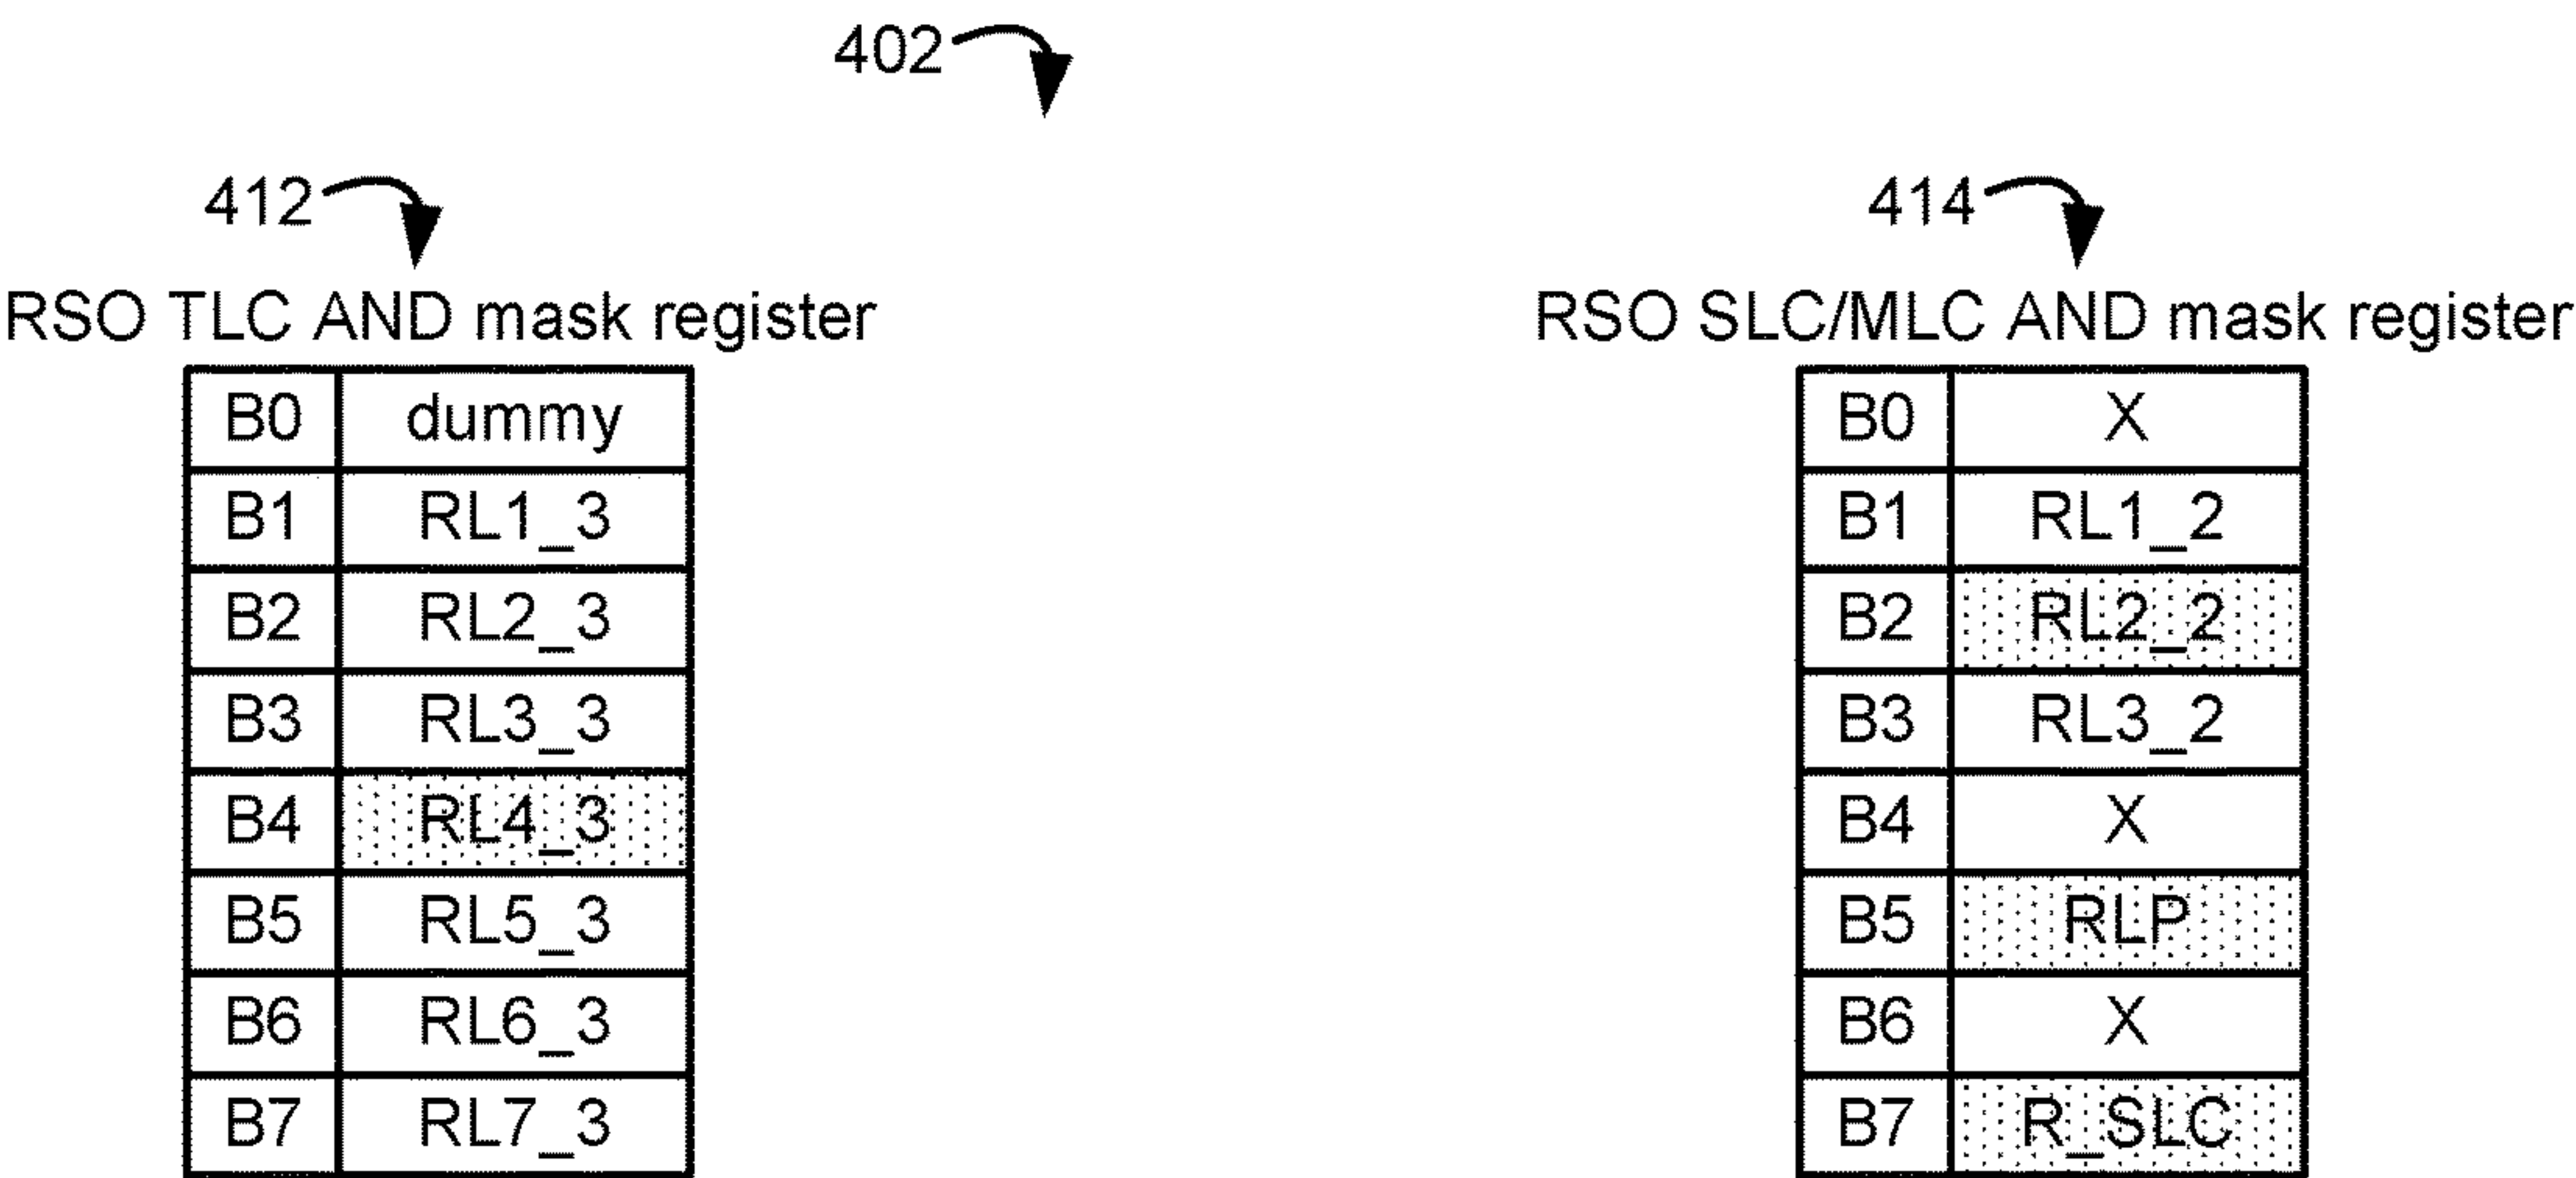 402
412
RSO TLC AND mask register
B0 dummy
B1 RL1_3
B2 RL2_3
B3 RL3_3
B4 RL4_3
B5 RL5_3
B6 RL6_3
B7 RL7_3
414
RSO SLC/MLC AND mask register
B0 X
B1 RL1_2
B2 RL2_2
B3 RL3_2
B4 X
B5 RLP
B6 X
B7 R_SLC